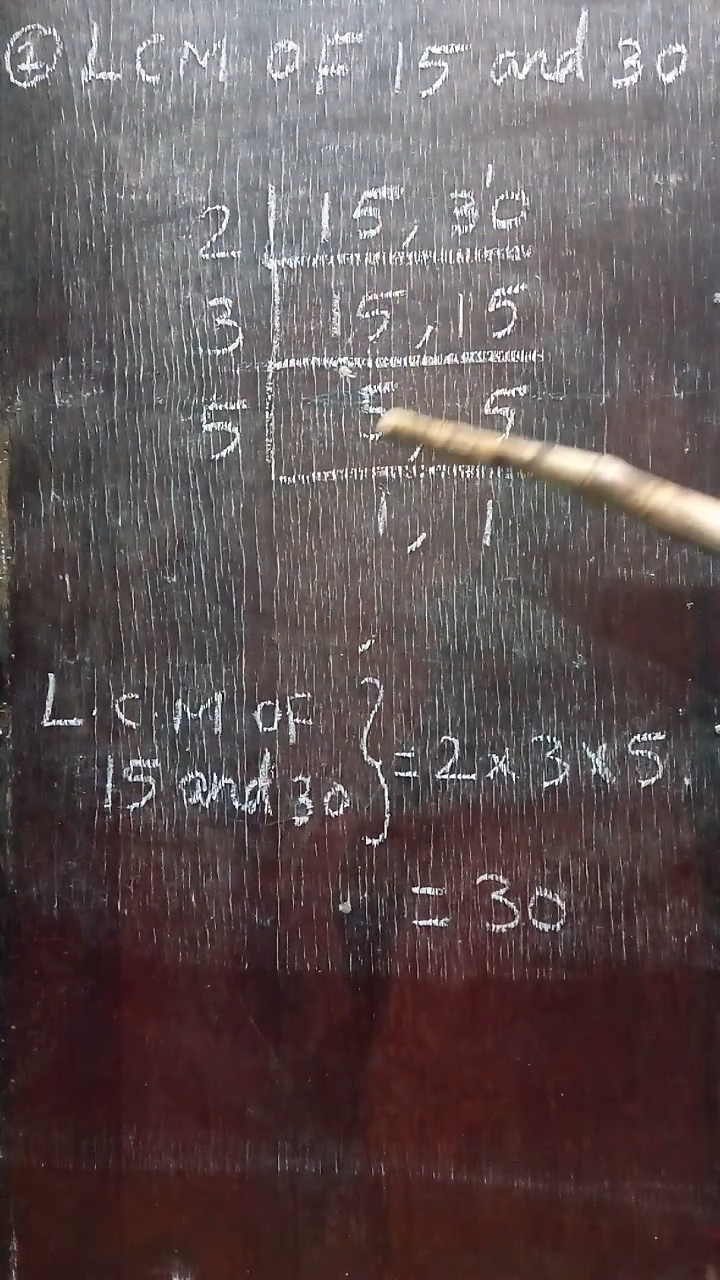 ① LCM OF 15 and 30
2 | 15, 30
3 | 15, 15
5 | 5, 5
1, 1
L.C.M OF
15 and 30 } = 2 x 3 x 5
= 30